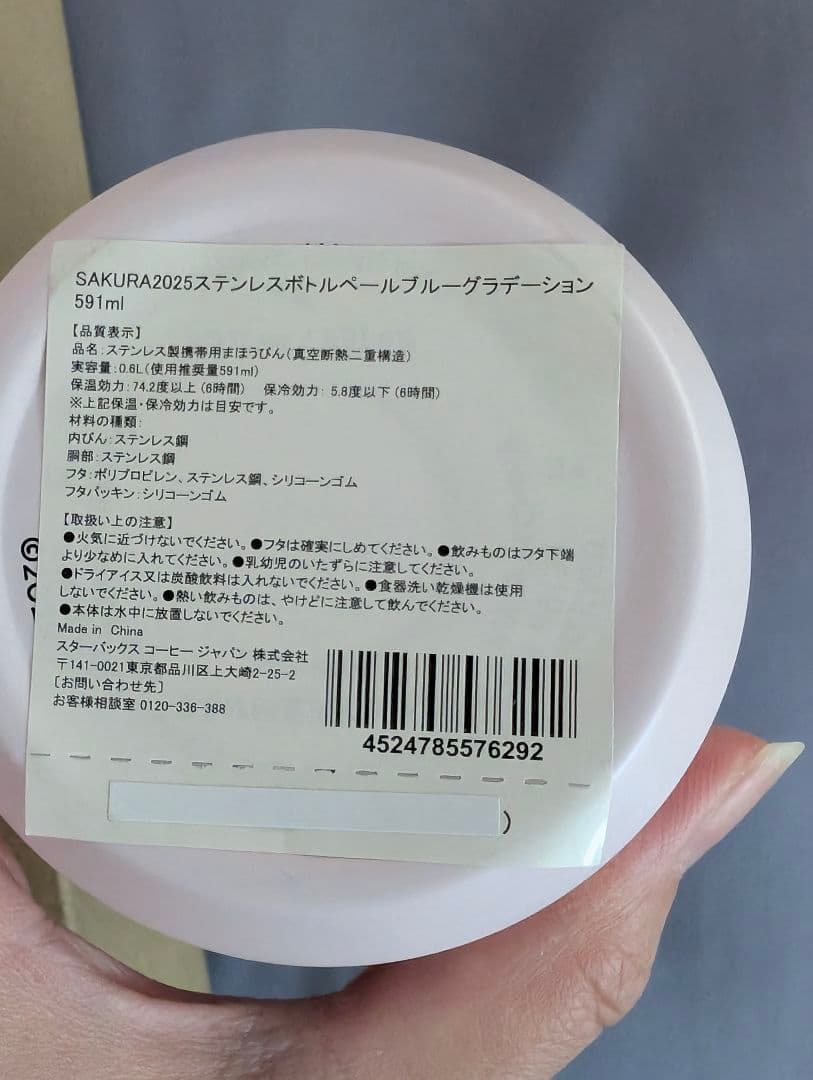 SAKURA2025ステンレスボトルペールブルーグラデーション
591ml
【品質表示】
品名：ステンレス製携帯用まほうびん（真空断熱二重構造）
実容量：0.6L（使用推奨量591ml）
保温効力：74.2度以上（6時間）　保冷効力：5.8度以下（6時間）
※上記保温・保冷効力は目安です。
材料の種類：
内びん：ステンレス鋼
胴部：ステンレス鋼
フタ：ポリプロピレン、ステンレス鋼、シリコーンゴム
フタパッキン：シリコーンゴム
【取扱い上の注意】
●火気に近づけないでください。●フタは確実にしめてください。●飲みものはフタ下端
より少なめに入れてください。●乳幼児のいたずらに注意してください。
●ドライアイス又は炭酸飲料は入れないでください。●食器洗い乾燥機は使用
しないでください。●熱い飲みものは、やけどに注意して飲んでください。
●本体は水中に放置しないでください。
Made in China
スターバックス コーヒー ジャパン 株式会社
〒141-0021東京都品川区上大崎2-25-2
［お問い合わせ先］
お客様相談室 0120-336-388
4524785576292
)